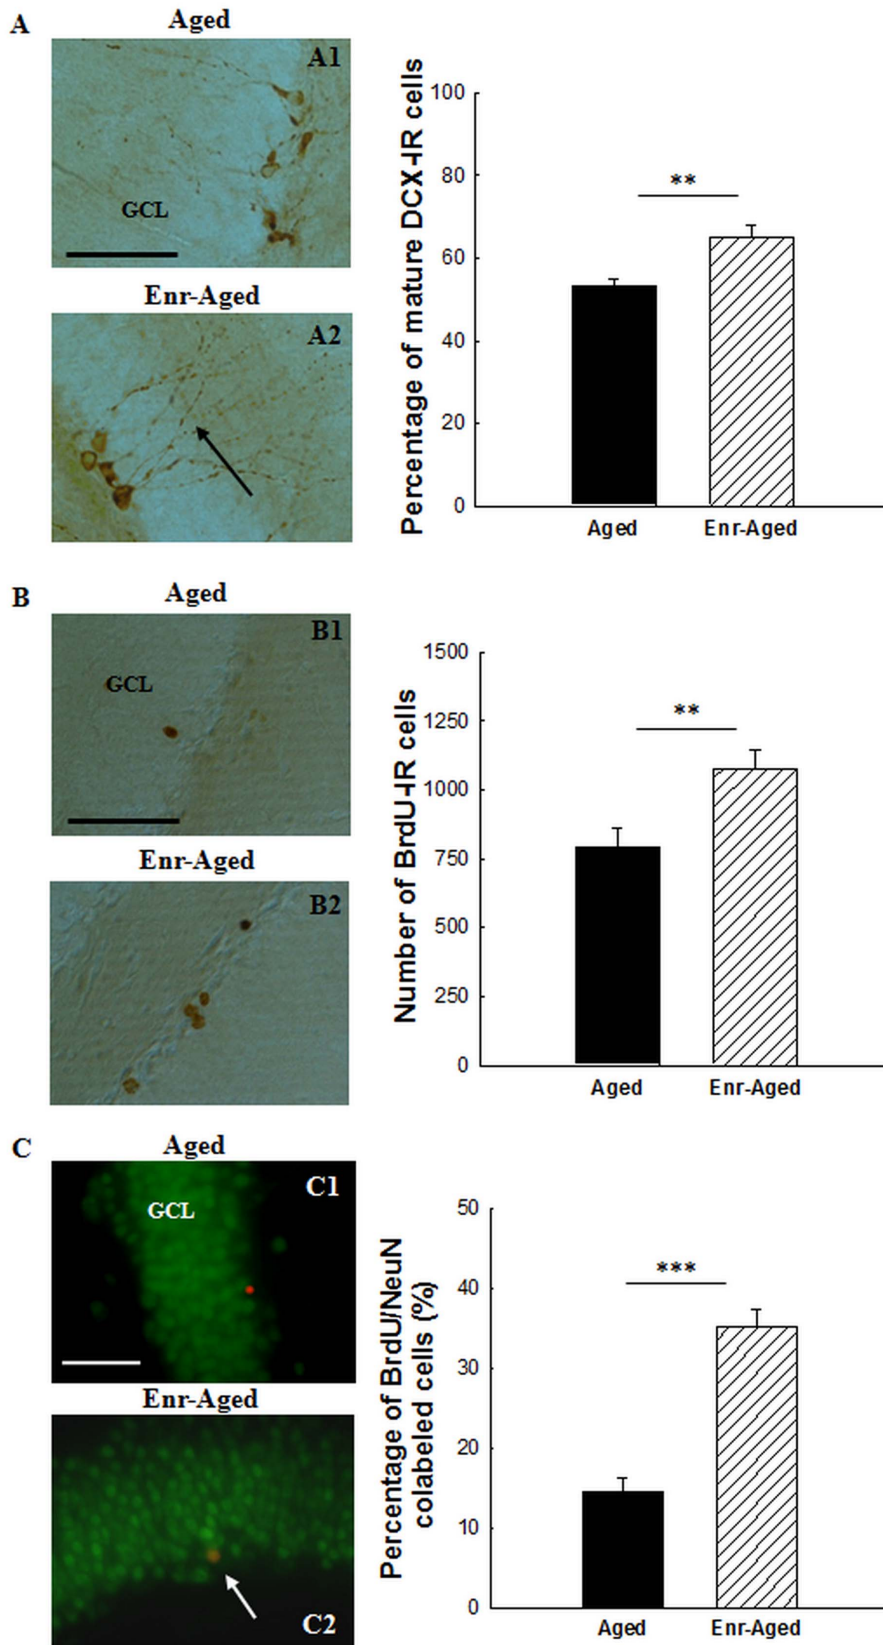 A
Aged
A1
GCL
Enr-Aged
A2
Percentage of mature DCX-IR cells
100
80
60
40
20
0
**
Aged Enr-Aged
B
Aged
B1
GCL
Enr-Aged
B2
Number of BrdU-IR cells
1500
1250
1000
750
500
250
0
**
Aged Enr-Aged
C
Aged
C1
GCL
Enr-Aged
C2
Percentage of BrdU/NeuN
colabeled cells (%)
50
40
30
20
10
0
***
Aged Enr-Aged